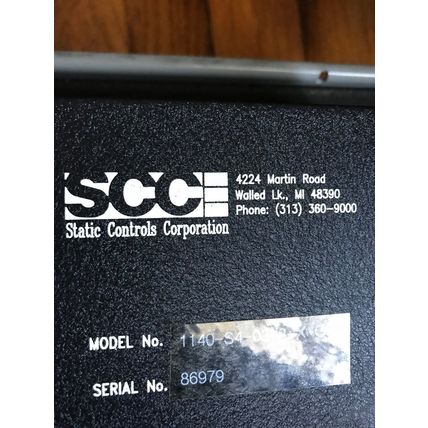 SCC
Static Controls Corporation
4224 Martin Road
Walled Lk., MI 48390
Phone: (313) 360-9000
MODEL No.
SERIAL No. 86979